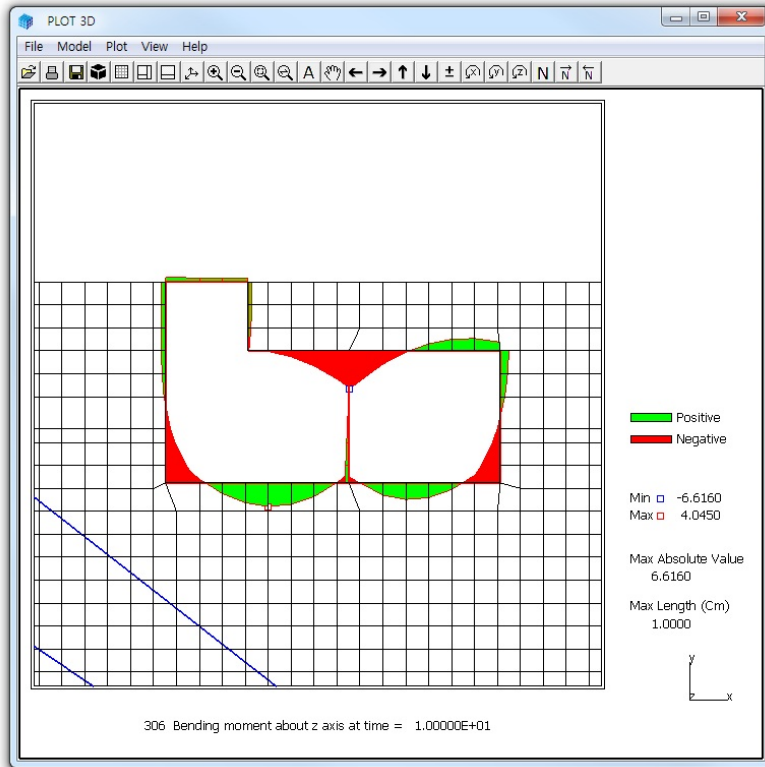 PLOT 3D
File Model Plot View Help
A ± X Y Z N N N
Positive
Negative
Min -6.6160
Max 4.0450
Max Absolute Value
6.6160
Max Length (Cm)
1.0000
y
z x
306 Bending moment about z axis at time = 1.00000E+01